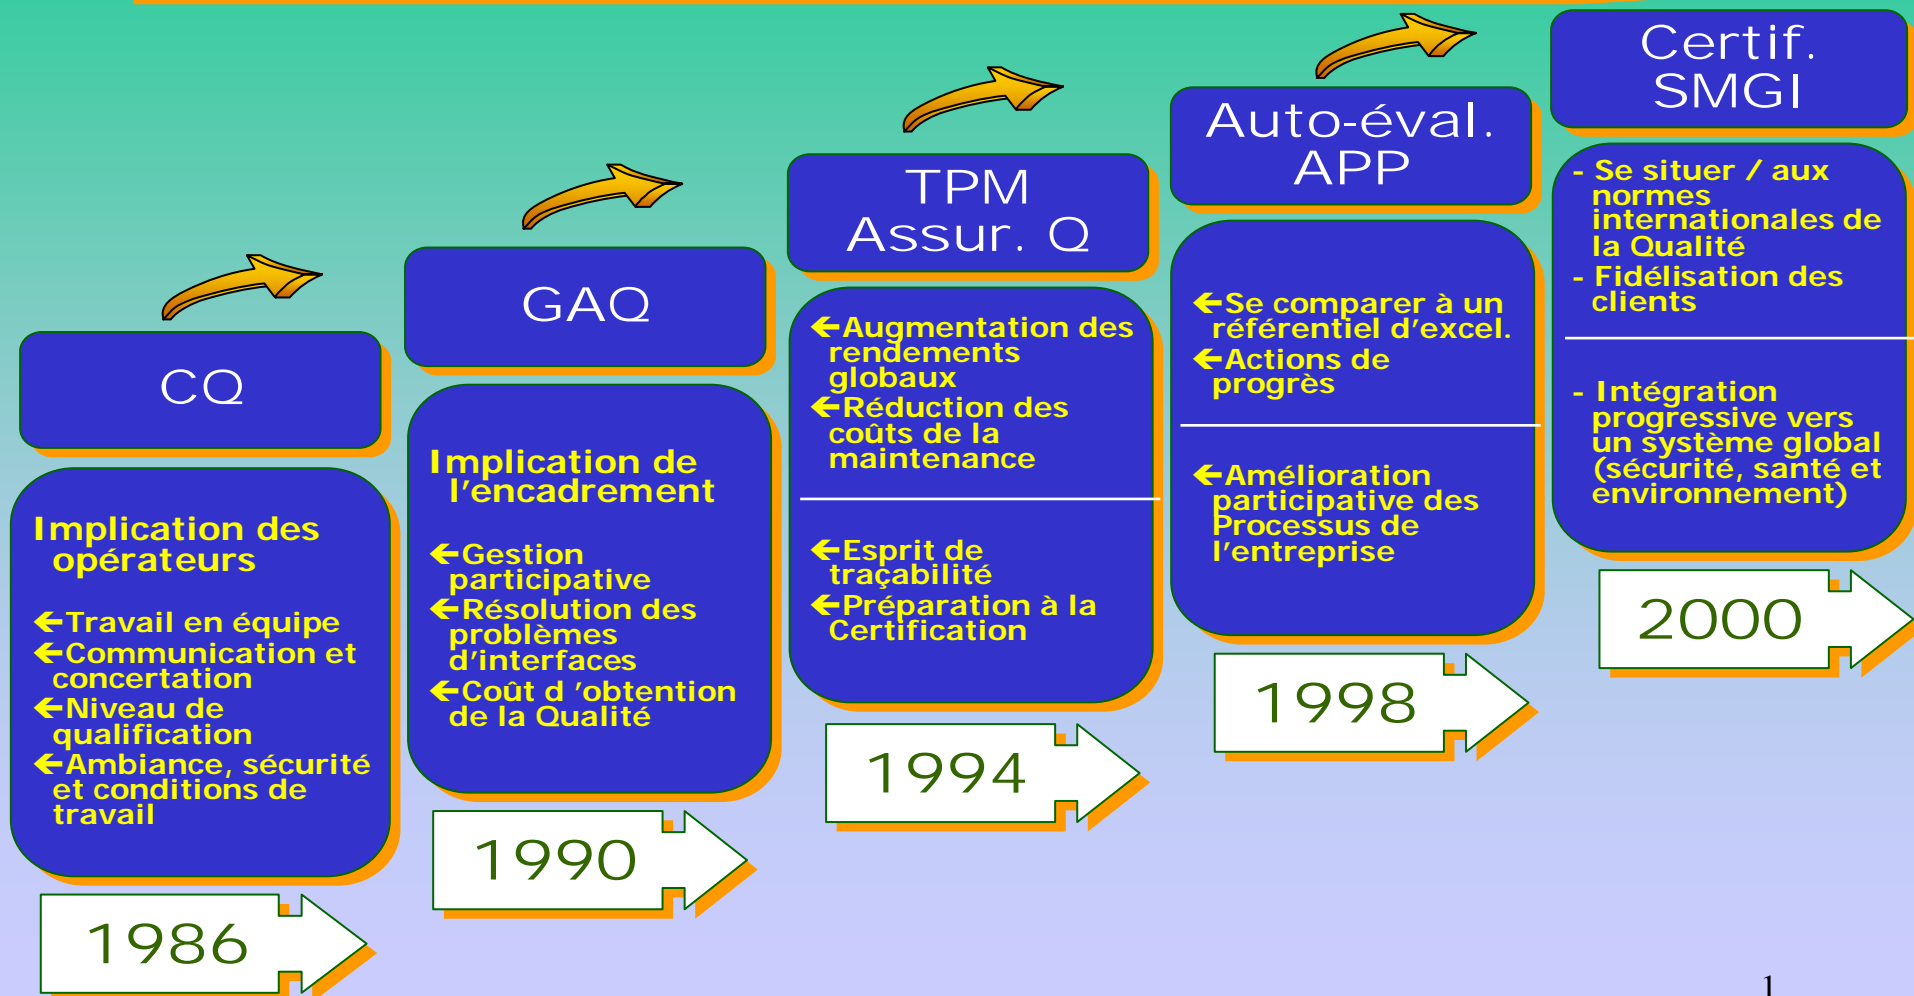 CQ
Implication des
opérateurs
←Travail en équipe
←Communication et
concertation
←Niveau de
qualification
←Ambiance, sécurité
et conditions de
travail
1986
GAQ
Implication de
l'encadrement
←Gestion
participative
←Résolution des
problèmes
d'interfaces
←Coût d ’obtention
de la Qualité
1990
TPM
Assur. Q
←Augmentation des
rendements
globaux
←Réduction des
coûts de la
maintenance
←Esprit de
traçabilité
←Préparation à la
Certification
1994
Auto-éval.
APP
←Se comparer à un
référentiel d’excel.
←Actions de
progrès
←Amélioration
participative des
Processus de
l'entreprise
1998
Certif.
SMGI
- Se situer / aux
normes
internationales de
la Qualité
- Fidélisation des
clients
- Intégration
progressive vers
un système global
(sécurité, santé et
environnement)
2000
1